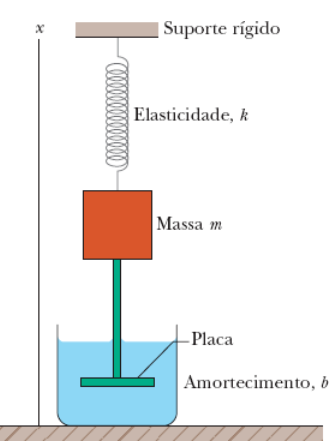 x
Suporte rígido
Elasticidade, k
Massa m
Placa
Amortecimento, b